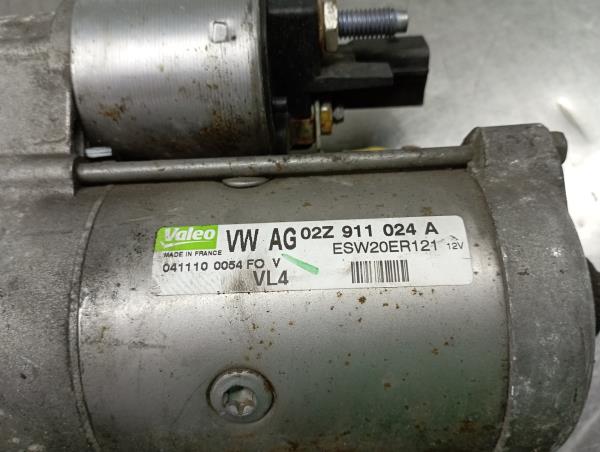 Valeo VW AG 02Z 911 024 A
MADE IN FRANCE ESW20ER121 12V
041110 0054 FO V
VL4